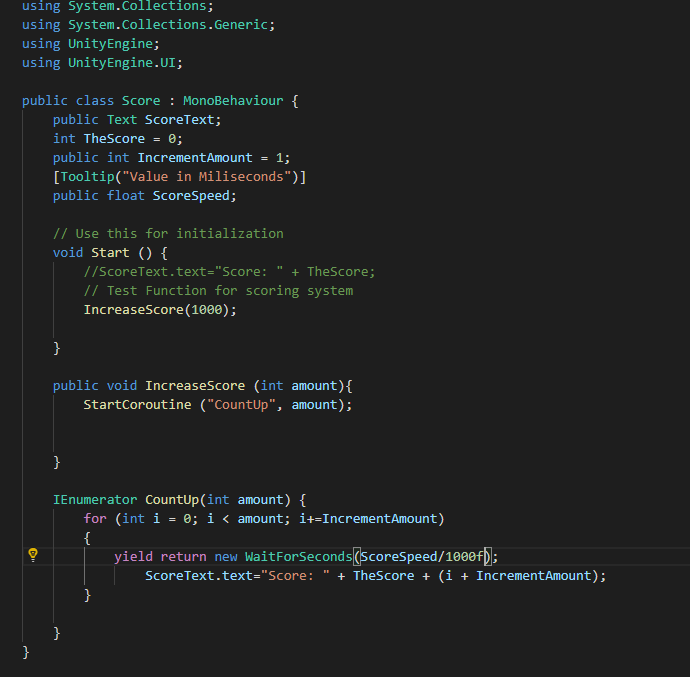 using System.Collections;
using System.Collections.Generic;
using UnityEngine;
using UnityEngine.UI;
public class Score : MonoBehaviour {
public Text ScoreText;
int TheScore = 0;
public int IncrementAmount = 1;
[Tooltip("Value in Miliseconds")]
public float ScoreSpeed;
// Use this for initialization
void Start () {
//ScoreText.text="Score: " + TheScore;
// Test Function for scoring system
IncreaseScore(1000);
}
public void IncreaseScore (int amount){
StartCoroutine ("CountUp", amount);
}
IEnumerator CountUp(int amount) {
for (int i = 0; i < amount; i+=IncrementAmount)
{
yield return new WaitForSeconds(ScoreSpeed/1000f);
ScoreText.text="Score: " + TheScore + (i + IncrementAmount);
}
}
}